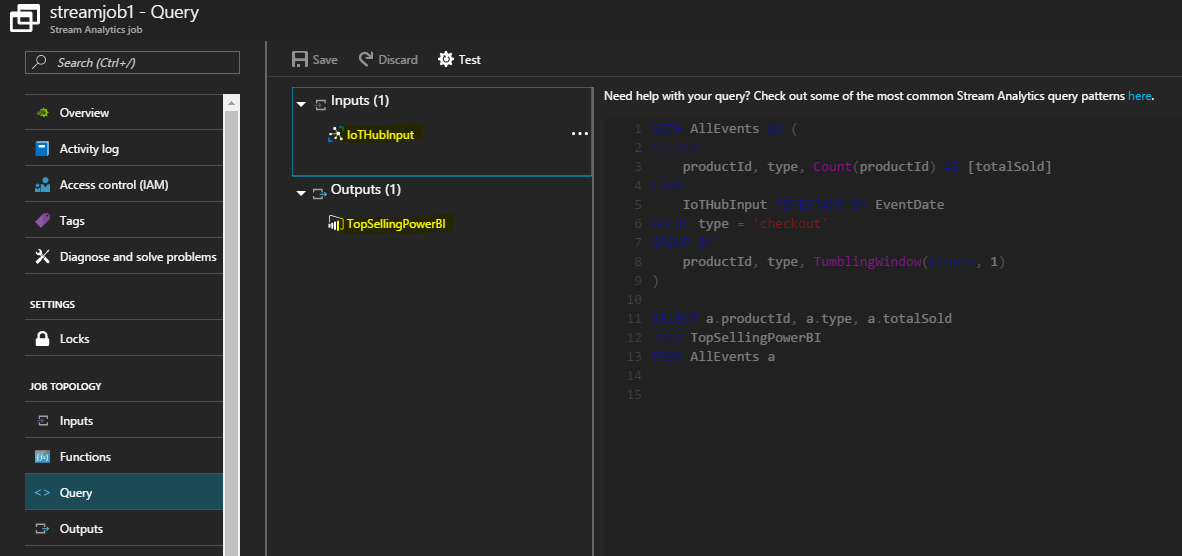 streamjob1 - Query
Stream Analytics job
Search (Ctrl+/)
Overview
Activity log
Access control (IAM)
Tags
Diagnose and solve problems
SETTINGS
Locks
JOB TOPOLOGY
Inputs
Functions
Query
Outputs
Save Discard Test
Inputs (1)
IoTHubInput
Outputs (1)
TopSellingPowerBI
Need help with your query? Check out some of the most common Stream Analytics query patterns here.
1 WITH AllEvents AS (
2 SELECT
3 productId, type, Count(productId) AS [totalSold]
4 FROM
5 IoTHubInput TIMESTAMP BY EventDate
6 WHERE type = 'checkout'
7 GROUP BY
8 productId, type, TumblingWindow(minute, 1)
9 )
10
11 SELECT a.productId, a.type, a.totalSold
12 INTO TopSellingPowerBI
13 FROM AllEvents a
14
15